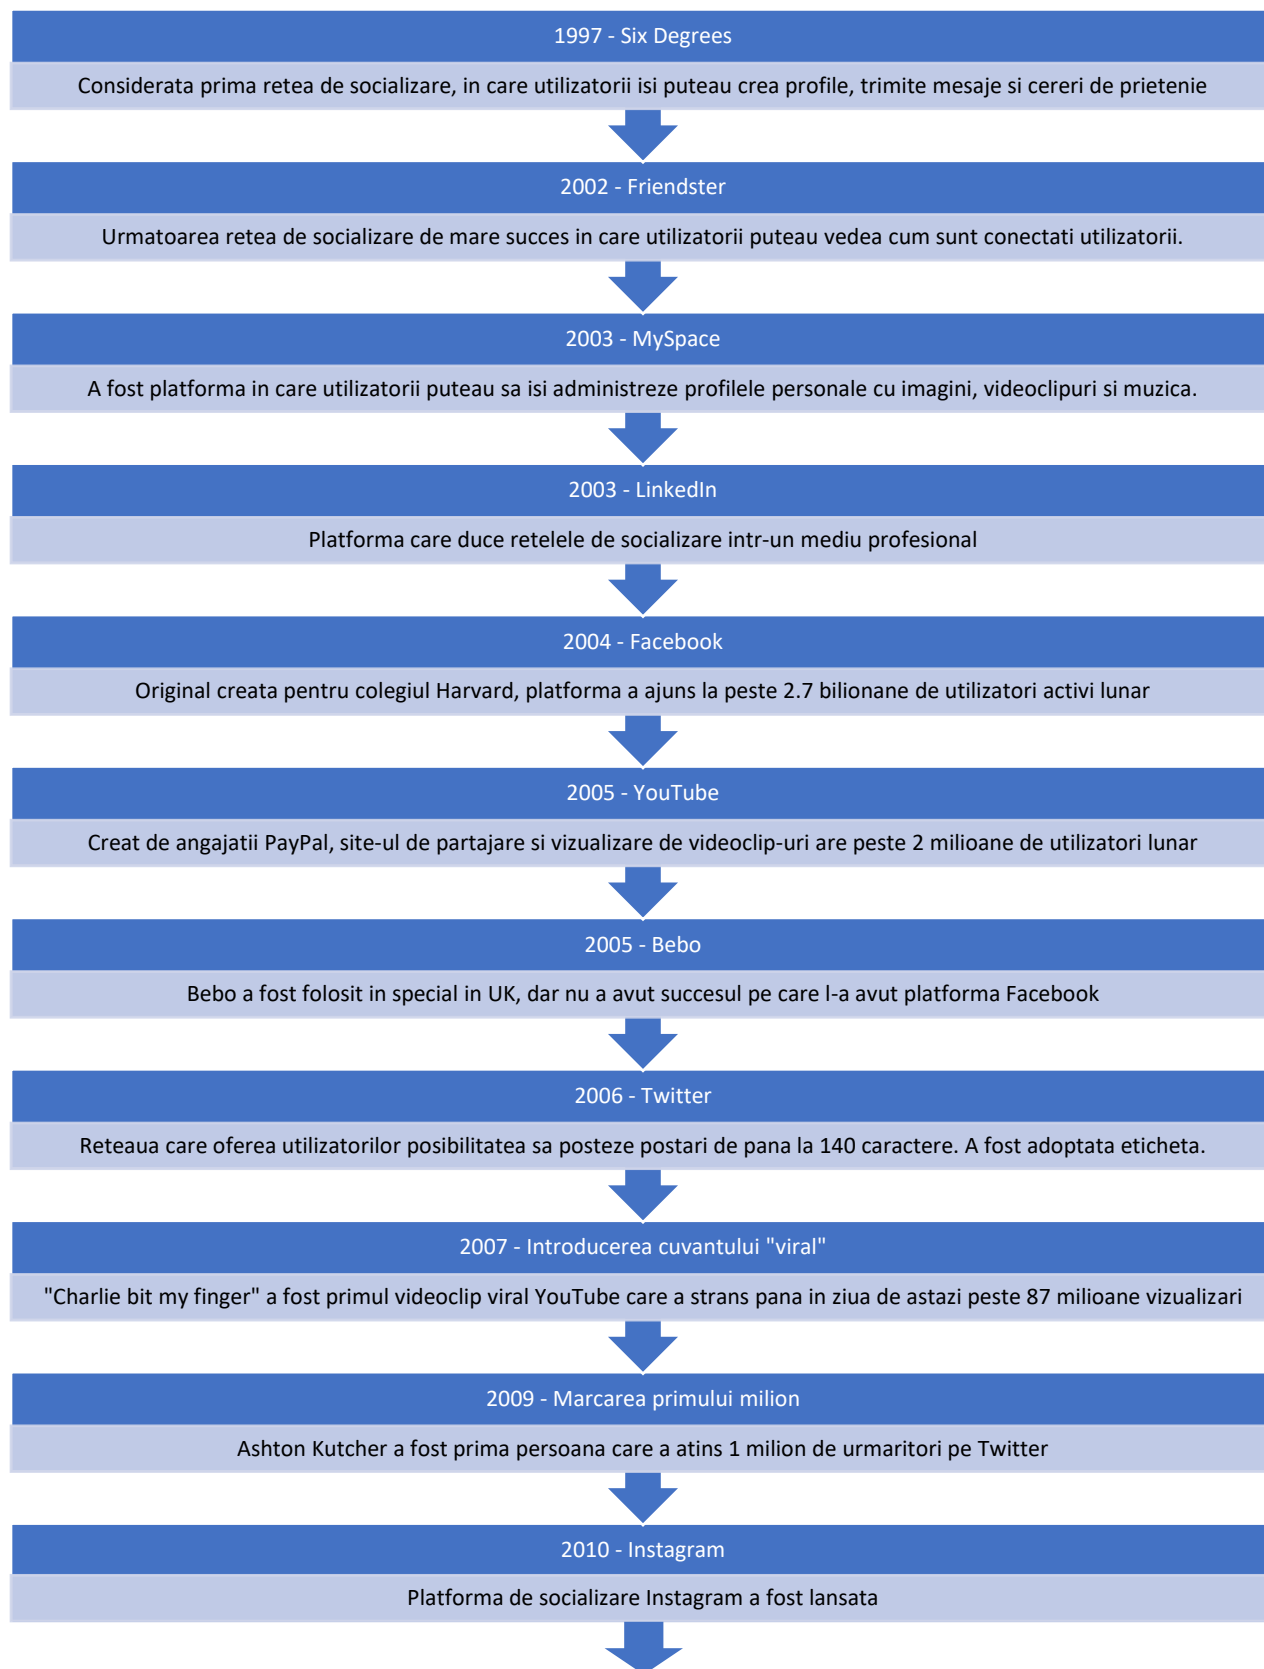 1997 - Six Degrees
Considerata prima retea de socializare, in care utilizatorii isi puteau crea profile, trimite mesaje si cereri de prietenie
2002 - Friendster
Urmatoarea retea de socializare de mare succes in care utilizatorii puteau vedea cum sunt conectati utilizatorii.
2003 - MySpace
A fost platforma in care utilizatorii puteau sa isi administreze profilele personale cu imagini, videoclipuri si muzica.
2003 - LinkedIn
Platforma care duce retelele de socializare intr-un mediu profesional
2004 - Facebook
Original creata pentru colegiul Harvard, platforma a ajuns la peste 2.7 bilionane de utilizatori activi lunar
2005 - YouTube
Creat de angajatii PayPal, site-ul de partajare si vizualizare de videoclip-uri are peste 2 milioane de utilizatori lunar
2005 - Bebo
Bebo a fost folosit in special in UK, dar nu a avut succesul pe care l-a avut platforma Facebook
2006 - Twitter
Reteaua care oferea utilizatorilor posibilitatea sa posteze postari de pana la 140 caractere. A fost adoptata eticheta.
2007 - Introducerea cuvantului "viral"
"Charlie bit my finger" a fost primul videoclip viral YouTube care a strans pana in ziua de astazi peste 87 milioane vizualizari
2009 - Marcarea primului milion
Ashton Kutcher a fost prima persoana care a atins 1 milion de urmaritori pe Twitter
2010 - Instagram
Platforma de socializare Instagram a fost lansata